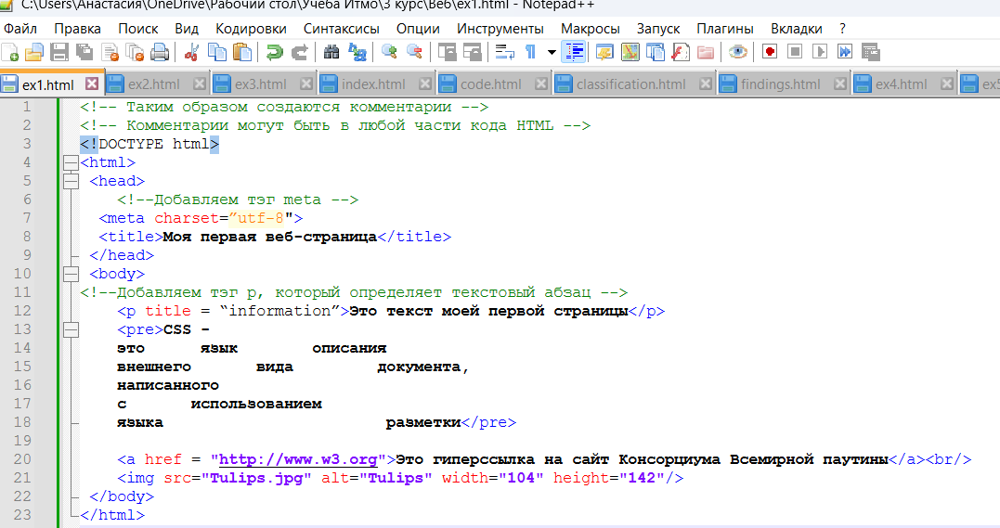 C:\Users\Анастасия\OneDrive\Рабочий стол\Учеба Итмо\3 курс\Веб\ex1.html - Notepad++
Файл Правка Поиск Вид Кодировки Синтаксисы Опции Инструменты Макросы Запуск Плагины Вкладки ?
ex1.html ex2.html ex3.html index.html code.html classification.html findings.html ex4.html ex5
1 <!-- Таким образом создаются комментарии -->
2 <!-- Комментарии могут быть в любой части кода HTML -->
3 <!DOCTYPE html>
4 <html>
5 <head>
6 <!--Добавляем тэг meta -->
7 <meta charset=”utf-8">
8 <title>Моя первая веб-страница</title>
9 </head>
10 <body>
11 <!--Добавляем тэг p, который определяет текстовый абзац -->
12 <p title = “information”>Это текст моей первой страницы</p>
13 <pre>CSS -
14 это язык описания
15 внешнего вида документа,
16 написанного
17 с использованием
18 языка разметки</pre>
19
20 <a href = "http://www.w3.org">Это гиперссылка на сайт Консорциума Всемирной паутины</a><br/>
21 <img src="Tulips.jpg" alt="Tulips" width="104" height="142"/>
22 </body>
23 </html>